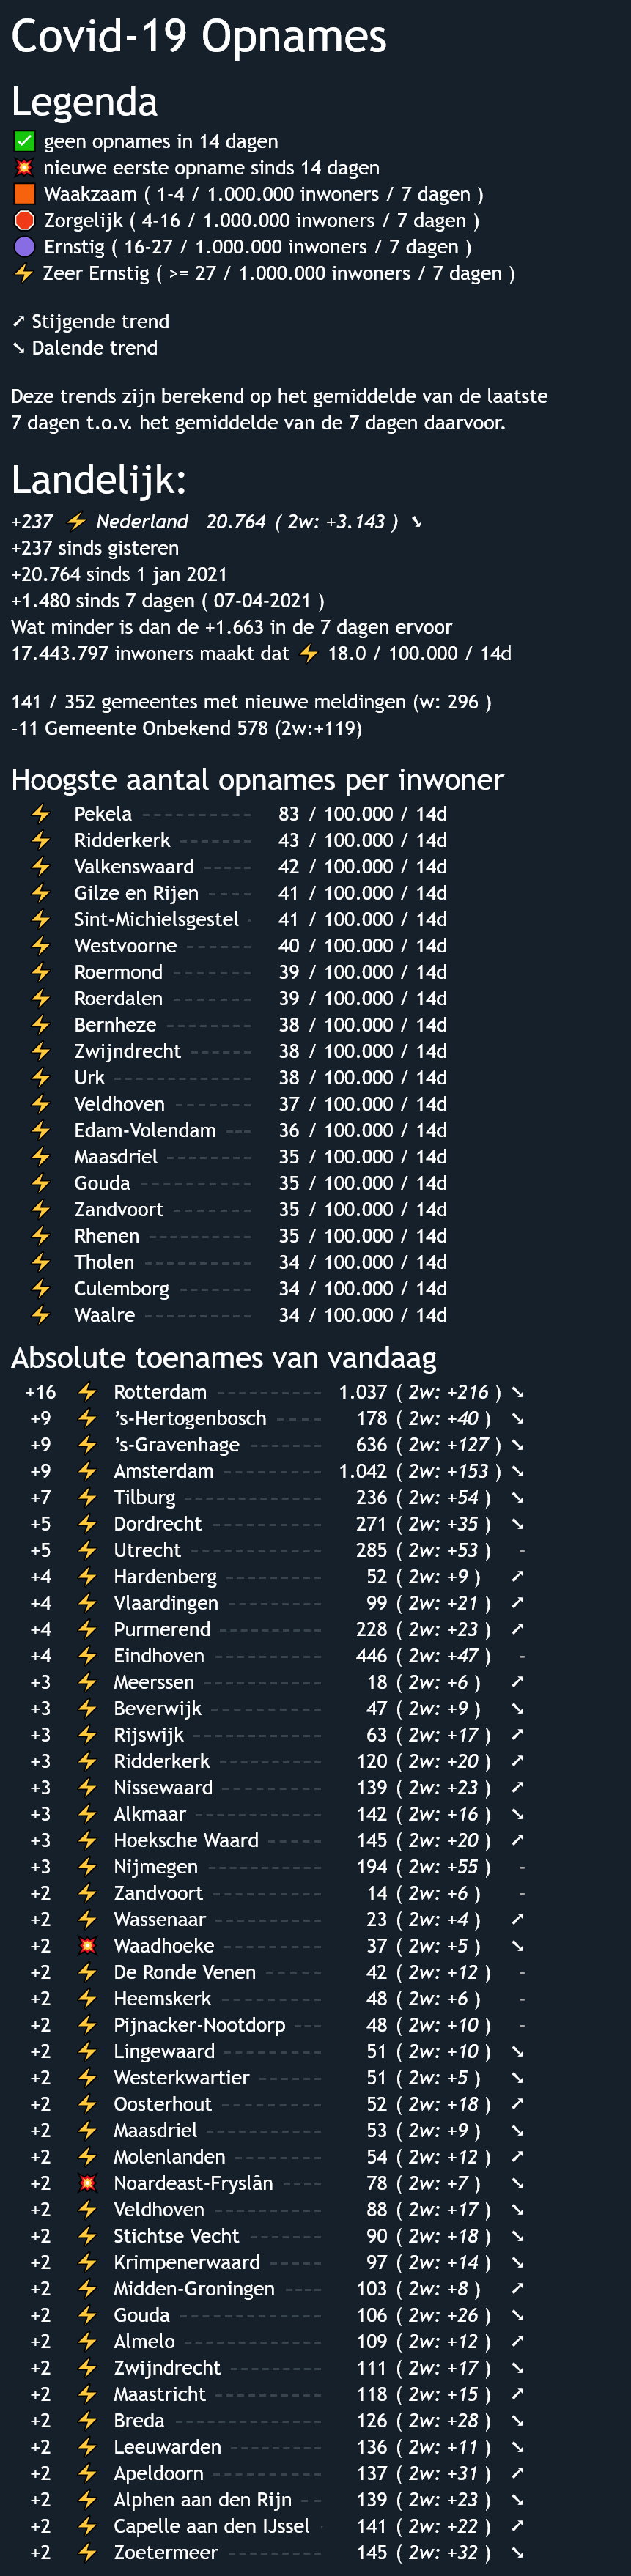 Covid-19 Opnames
Legenda
✅ geen opnames in 14 dagen
💥 nieuwe eerste opname sinds 14 dagen
🟧 Waakzaam ( 1-4 / 1.000.000 inwoners / 7 dagen )
🛑 Zorgelijk ( 4-16 / 1.000.000 inwoners / 7 dagen )
🟣 Ernstig ( 16-27 / 1.000.000 inwoners / 7 dagen )
⚡ Zeer Ernstig ( >= 27 / 1.000.000 inwoners / 7 dagen )
↗ Stijgende trend
↘ Dalende trend
Deze trends zijn berekend op het gemiddelde van de laatste
7 dagen t.o.v. het gemiddelde van de 7 dagen daarvoor.
Landelijk:
+237 ⚡ Nederland 20.764 ( 2w: +3.143 ) ↘
+237 sinds gisteren
+20.764 sinds 1 jan 2021
+1.480 sinds 7 dagen ( 07-04-2021 )
Wat minder is dan de +1.663 in de 7 dagen ervoor
17.443.797 inwoners maakt dat ⚡ 18.0 / 100.000 / 14d
141 / 352 gemeentes met nieuwe meldingen (w: 296 )
-11 Gemeente Onbekend 578 (2w:+119)
Hoogste aantal opnames per inwoner
⚡ Pekela ---------- 83 / 100.000 / 14d
⚡ Ridderkerk ------- 43 / 100.000 / 14d
⚡ Valkenswaard ----- 42 / 100.000 / 14d
⚡ Gilze en Rijen ---- 41 / 100.000 / 14d
⚡ Sint-Michielsgestel - 41 / 100.000 / 14d
⚡ Westvoorne ------ 40 / 100.000 / 14d
⚡ Roermond ------- 39 / 100.000 / 14d
⚡ Roerdalen ------- 39 / 100.000 / 14d
⚡ Bernheze -------- 38 / 100.000 / 14d
⚡ Zwijndrecht ------ 38 / 100.000 / 14d
⚡ Urk ------------- 38 / 100.000 / 14d
⚡ Veldhoven ------- 37 / 100.000 / 14d
⚡ Edam-Volendam --- 36 / 100.000 / 14d
⚡ Maasdriel -------- 35 / 100.000 / 14d
⚡ Gouda ---------- 35 / 100.000 / 14d
⚡ Zandvoort ------- 35 / 100.000 / 14d
⚡ Rhenen --------- 35 / 100.000 / 14d
⚡ Tholen ---------- 34 / 100.000 / 14d
⚡ Culemborg ------- 34 / 100.000 / 14d
⚡ Waalre ---------- 34 / 100.000 / 14d
Absolute toenames van vandaag
+16 ⚡ Rotterdam ---------- 1.037 ( 2w: +216 ) ↘
+9 ⚡ 's-Hertogenbosch ---- 178 ( 2w: +40 ) ↘
+9 ⚡ 's-Gravenhage ------- 636 ( 2w: +127 ) ↘
+9 ⚡ Amsterdam --------- 1.042 ( 2w: +153 ) ↘
+7 ⚡ Tilburg ------------- 236 ( 2w: +54 ) ↘
+5 ⚡ Dordrecht ---------- 271 ( 2w: +35 ) ↘
+5 ⚡ Utrecht ------------ 285 ( 2w: +53 ) -
+4 ⚡ Hardenberg --------- 52 ( 2w: +9 ) ↗
+4 ⚡ Vlaardingen --------- 99 ( 2w: +21 ) ↗
+4 ⚡ Purmerend ---------- 228 ( 2w: +23 ) ↗
+4 ⚡ Eindhoven ---------- 446 ( 2w: +47 ) -
+3 ⚡ Meerssen ----------- 18 ( 2w: +6 ) ↗
+3 ⚡ Beverwijk ---------- 47 ( 2w: +9 ) ↘
+3 ⚡ Rijswijk ------------ 63 ( 2w: +17 ) ↗
+3 ⚡ Ridderkerk ---------- 120 ( 2w: +20 ) ↗
+3 ⚡ Nissewaard --------- 139 ( 2w: +23 ) ↗
+3 ⚡ Alkmaar ------------ 142 ( 2w: +16 ) ↘
+3 ⚡ Hoeksche Waard ----- 145 ( 2w: +20 ) ↗
+3 ⚡ Nijmegen ----------- 194 ( 2w: +55 ) -
+2 ⚡ Zandvoort ---------- 14 ( 2w: +6 ) -
+2 ⚡ Wassenaar ---------- 23 ( 2w: +4 ) ↗
+2 💥 Waadhoeke --------- 37 ( 2w: +5 ) ↘
+2 ⚡ De Ronde Venen ----- 42 ( 2w: +12 ) -
+2 ⚡ Heemskerk --------- 48 ( 2w: +6 ) -
+2 ⚡ Pijnacker-Nootdorp --- 48 ( 2w: +10 ) -
+2 ⚡ Lingewaard ---------- 51 ( 2w: +10 ) ↘
+2 ⚡ Westerkwartier ------ 51 ( 2w: +5 ) ↘
+2 ⚡ Oosterhout ---------- 52 ( 2w: +18 ) ↗
+2 ⚡ Maasdriel ----------- 53 ( 2w: +9 ) ↘
+2 ⚡ Molenlanden -------- 54 ( 2w: +12 ) ↗
+2 💥 Noardeast-Fryslân ---- 78 ( 2w: +7 ) ↘
+2 ⚡ Veldhoven ---------- 88 ( 2w: +17 ) ↘
+2 ⚡ Stichtse Vecht ------- 90 ( 2w: +18 ) ↘
+2 ⚡ Krimpenerwaard ----- 97 ( 2w: +14 ) ↘
+2 ⚡ Midden-Groningen ---- 103 ( 2w: +8 ) ↗
+2 ⚡ Gouda ------------- 106 ( 2w: +26 ) ↘
+2 ⚡ Almelo ------------- 109 ( 2w: +12 ) ↗
+2 ⚡ Zwijndrecht --------- 111 ( 2w: +17 ) ↘
+2 ⚡ Maastricht ---------- 118 ( 2w: +15 ) ↗
+2 ⚡ Breda ------------- 126 ( 2w: +28 ) ↘
+2 ⚡ Leeuwarden --------- 136 ( 2w: +11 ) ↘
+2 ⚡ Apeldoorn ---------- 137 ( 2w: +31 ) ↗
+2 ⚡ Alphen aan den Rijn -- 139 ( 2w: +23 ) ↘
+2 ⚡ Capelle aan den IJssel - 141 ( 2w: +22 ) ↗
+2 ⚡ Zoetermeer --------- 145 ( 2w: +32 ) ↘